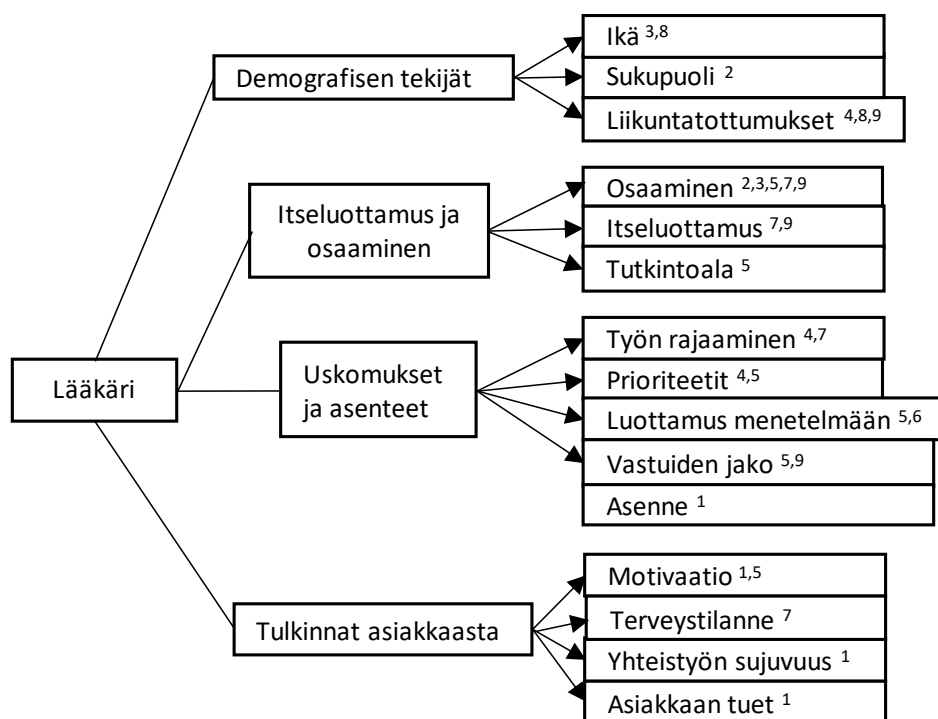 Lääkäri
Demografisen tekijät
Ikä 3,8
Sukupuoli 2
Liikuntatottumukset 4,8,9
Itseluottamus ja
osaaminen
Osaaminen 2,3,5,7,9
Itseluottamus 7,9
Tutkintoala 5
Uskomukset
ja asenteet
Työn rajaaminen 4,7
Prioriteetit 4,5
Luottamus menetelmään 5,6
Vastuiden jako 5,9
Asenne 1
Tulkinnat asiakkaasta
Motivaatio 1,5
Terveystilanne 7
Yhteistyön sujuvuus 1
Asiakkaan tuet 1